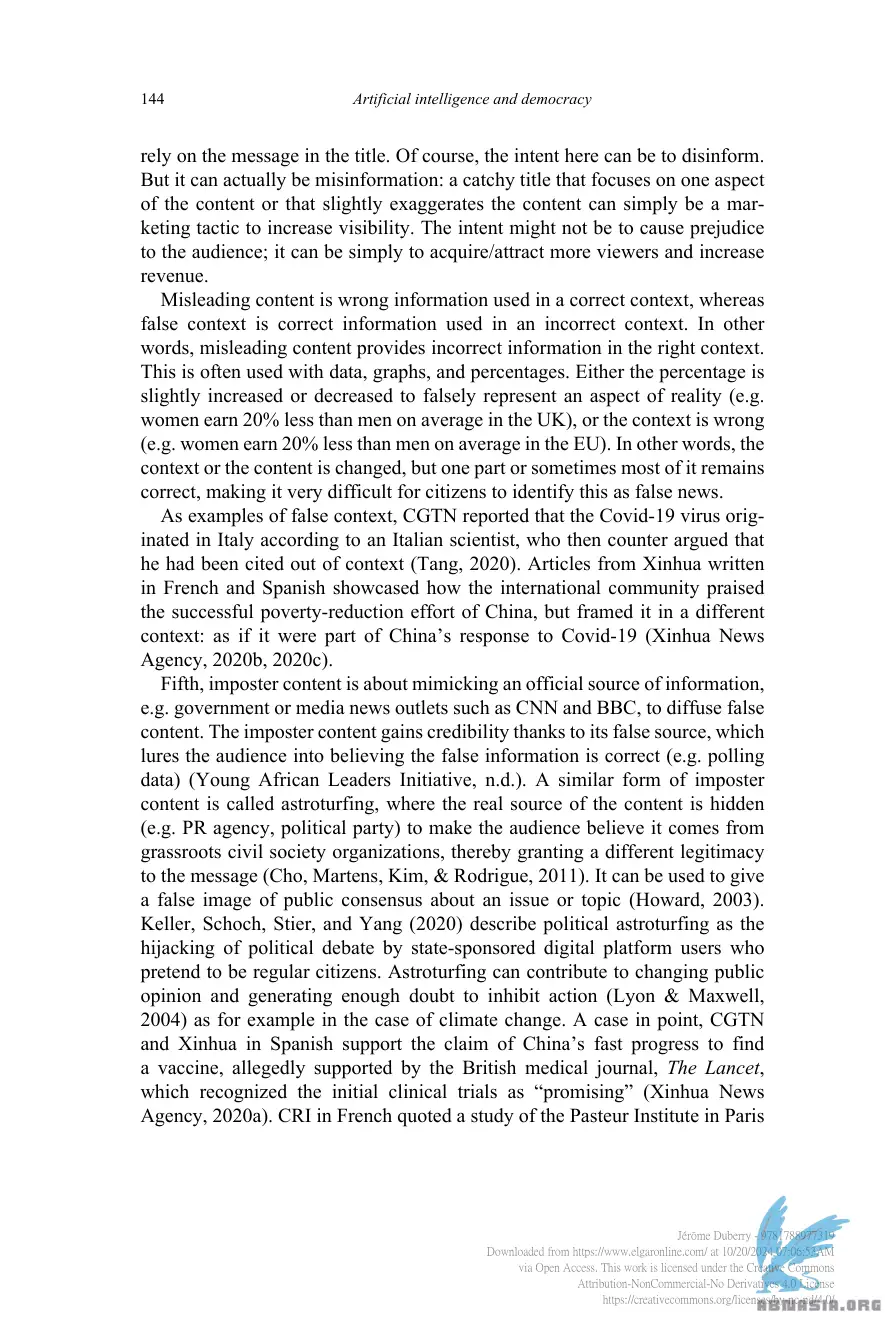 144 Artificial intelligence and democracy
rely on the message in the title. Of course, the intent here can be to disinform.
But it can actually be misinformation: a catchy title that focuses on one aspect
of the content or that slightly exaggerates the content can simply be a mar-
keting tactic to increase visibility. The intent might not be to cause prejudice
to the audience; it can be simply to acquire/attract more viewers and increase
revenue.
Misleading content is wrong information used in a correct context, whereas
false context is correct information used in an incorrect context. In other
words, misleading content provides incorrect information in the right context.
This is often used with data, graphs, and percentages. Either the percentage is
slightly increased or decreased to falsely represent an aspect of reality (e.g.
women earn 20% less than men on average in the UK), or the context is wrong
(e.g. women earn 20% less than men on average in the EU). In other words, the
context or the content is changed, but one part or sometimes most of it remains
correct, making it very difficult for citizens to identify this as false news.
As examples of false context, CGTN reported that the Covid-19 virus orig-
inated in Italy according to an Italian scientist, who then counter argued that
he had been cited out of context (Tang, 2020). Articles from Xinhua written
in French and Spanish showcased how the international community praised
the successful poverty-reduction effort of China, but framed it in a different
context: as if it were part of China’s response to Covid-19 (Xinhua News
Agency, 2020b, 2020c).
Fifth, imposter content is about mimicking an official source of information,
e.g. government or media news outlets such as CNN and BBC, to diffuse false
content. The imposter content gains credibility thanks to its false source, which
lures the audience into believing the false information is correct (e.g. polling
data) (Young African Leaders Initiative, n.d.). A similar form of imposter
content is called astroturfing, where the real source of the content is hidden
(e.g. PR agency, political party) to make the audience believe it comes from
grassroots civil society organizations, thereby granting a different legitimacy
to the message (Cho, Martens, Kim, & Rodrigue, 2011). It can be used to give
a false image of public consensus about an issue or topic (Howard, 2003).
Keller, Schoch, Stier, and Yang (2020) describe political astroturfing as the
hijacking of political debate by state-sponsored digital platform users who
pretend to be regular citizens. Astroturfing can contribute to changing public
opinion and generating enough doubt to inhibit action (Lyon & Maxwell,
2004) as for example in the case of climate change. A case in point, CGTN
and Xinhua in Spanish support the claim of China’s fast progress to find
a vaccine, allegedly supported by the British medical journal, The Lancet,
which recognized the initial clinical trials as “promising” (Xinhua News
Agency, 2020a). CRI in French quoted a study of the Pasteur Institute in Paris
Jérôme Duberry - 9781788977319
Downloaded from https://www.elgaronline.com/ at 10/20/2024 07:06:52AM
via Open Access. This work is licensed under the Creative Commons
Attribution-NonCommercial-No Derivatives 4.0 License
https://creativecommons.org/licenses/by-nc-nd/4.0/
ABTNASIA.ORG